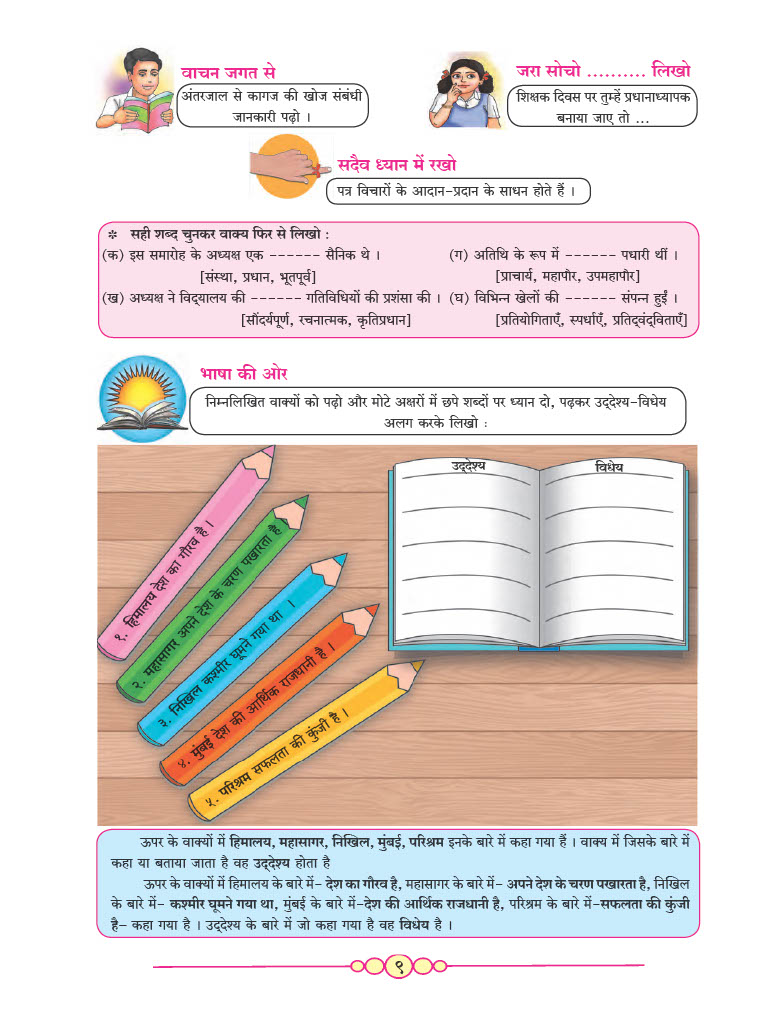 वाचन जगत से
अंतरजाल से कागज की खोज संबंधी
जानकारी पढ़ो ।
जरा सोचो .......... लिखो
शिक्षक दिवस पर तुम्हें प्रधानाध्यापक
बनाया जाए तो ...
सदैव ध्यान में रखो
पत्र विचारों के आदान-प्रदान के साधन होते हैं ।
❉ सही शब्द चुनकर वाक्य फिर से लिखो :
(क) इस समारोह के अध्यक्ष एक ------ सैनिक थे ।
[संस्था, प्रधान, भूतपूर्व]
(ख) अध्यक्ष ने विद्‌यालय की ------ गतिविधियों की प्रशंसा की ।
[सौंदर्यपूर्ण, रचनात्मक, कृतिप्रधान]
(ग) अतिथि के रूप में ------ पधारी थीं ।
[प्राचार्य, महापौर, उपमहापौर]
(घ) विभिन्न खेलों की ------ संपन्न हुईं ।
[प्रतियोगिताएँ, स्पर्धाएँ, प्रतिद्‌वंद्‌विताएँ]
भाषा की ओर
निम्नलिखित वाक्यों को पढ़ो और मोटे अक्षरों में छपे शब्दों पर ध्यान दो, पढ़कर उद्‌देश्य-विधेय
अलग करके लिखो :
उद्‌देश्य
विधेय
१. हिमालय देश का गौरव है ।
२. महासागर अपने देश के चरण पखारता है
३. निखिल कश्मीर घूमने गया था ।
४. मुंबई देश की आर्थिक राजधानी है ।
५. परिश्रम सफलता की कुंजी है ।
ऊपर के वाक्यों में हिमालय, महासागर, निखिल, मुंबई, परिश्रम इनके बारे में कहा गया हैं । वाक्य में जिसके बारे में
कहा या बताया जाता है वह उद्‌देश्य होता है
ऊपर के वाक्यों में हिमालय के बारे में- देश का गौरव है, महासागर के बारे में- अपने देश के चरण पखारता है, निखिल
के बारे में- कश्मीर घूमने गया था, मुंबई के बारे में-देश की आर्थिक राजधानी है, परिश्रम के बारे में-सफलता की कुंजी
है- कहा गया है । उद्‌देश्य के बारे में जो कहा गया है वह विधेय है ।
९